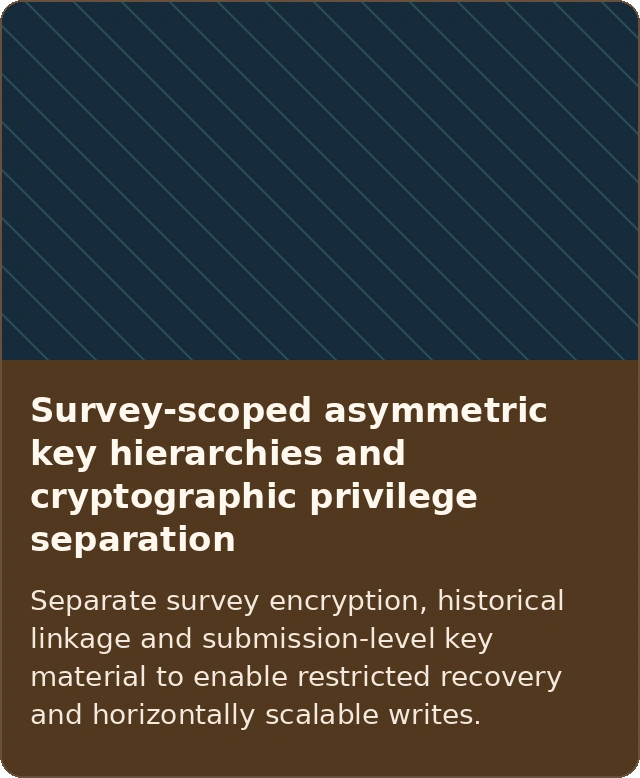 Survey-scoped asymmetric
key hierarchies and
cryptographic privilege
separation
Separate survey encryption, historical
linkage and submission-level key
material to enable restricted recovery
and horizontally scalable writes.